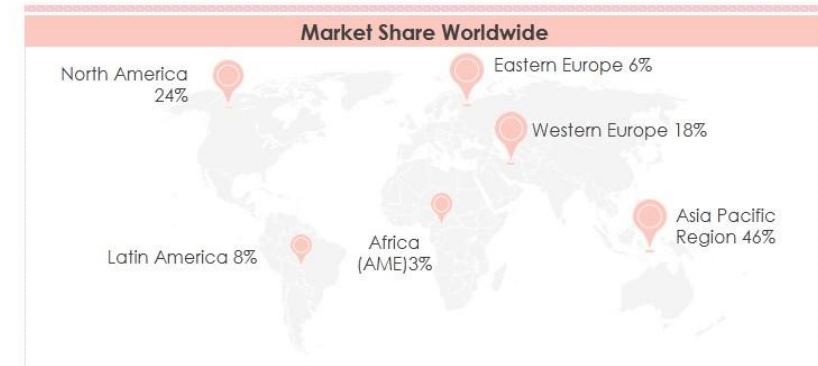 Market Share Worldwide
North America
24%
Eastern Europe 6%
Western Europe 18%
Asia Pacific
Region 46%
Africa
(AME)3%
Latin America 8%